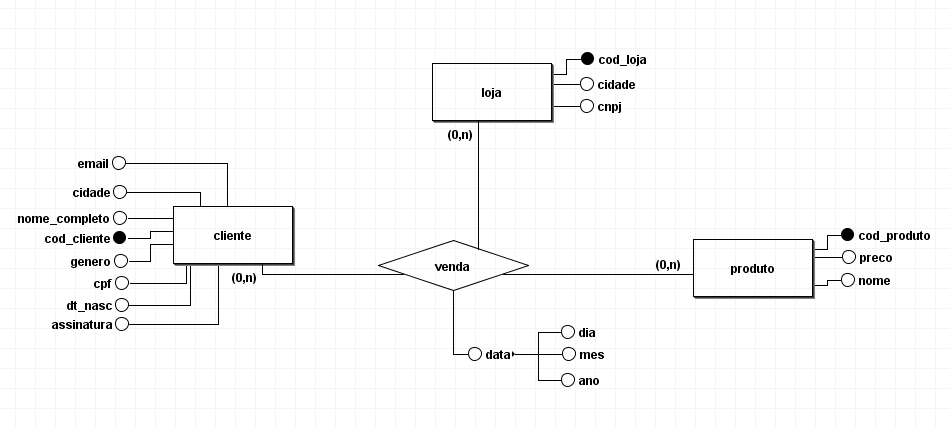 cod_loja
loja
cidade
cnpj
(0,n)
email
cidade
nome_completo
cod_cliente
cliente
genero
cpf
(0,n)
dt_nasc
assinatura
venda
(0,n)
cod_produto
produto
preco
nome
dia
data
mes
ano